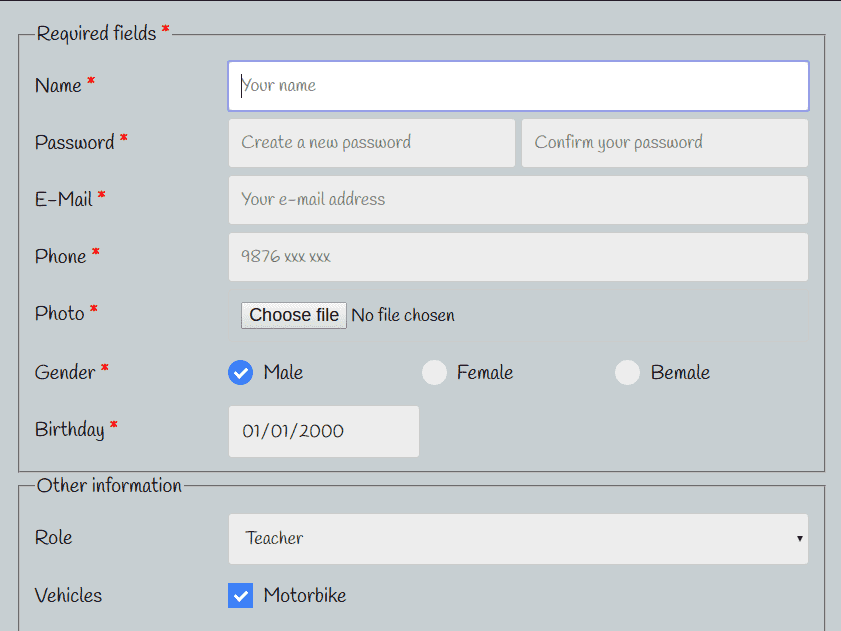 Required fields *
Name * Your name
Password * Create a new password Confirm your password
E-Mail * Your e-mail address
Phone * 9876 xxx xxx
Photo * Choose file No file chosen
Gender * Male Female Bemale
Birthday * 01/01/2000
Other information
Role Teacher
Vehicles Motorbike